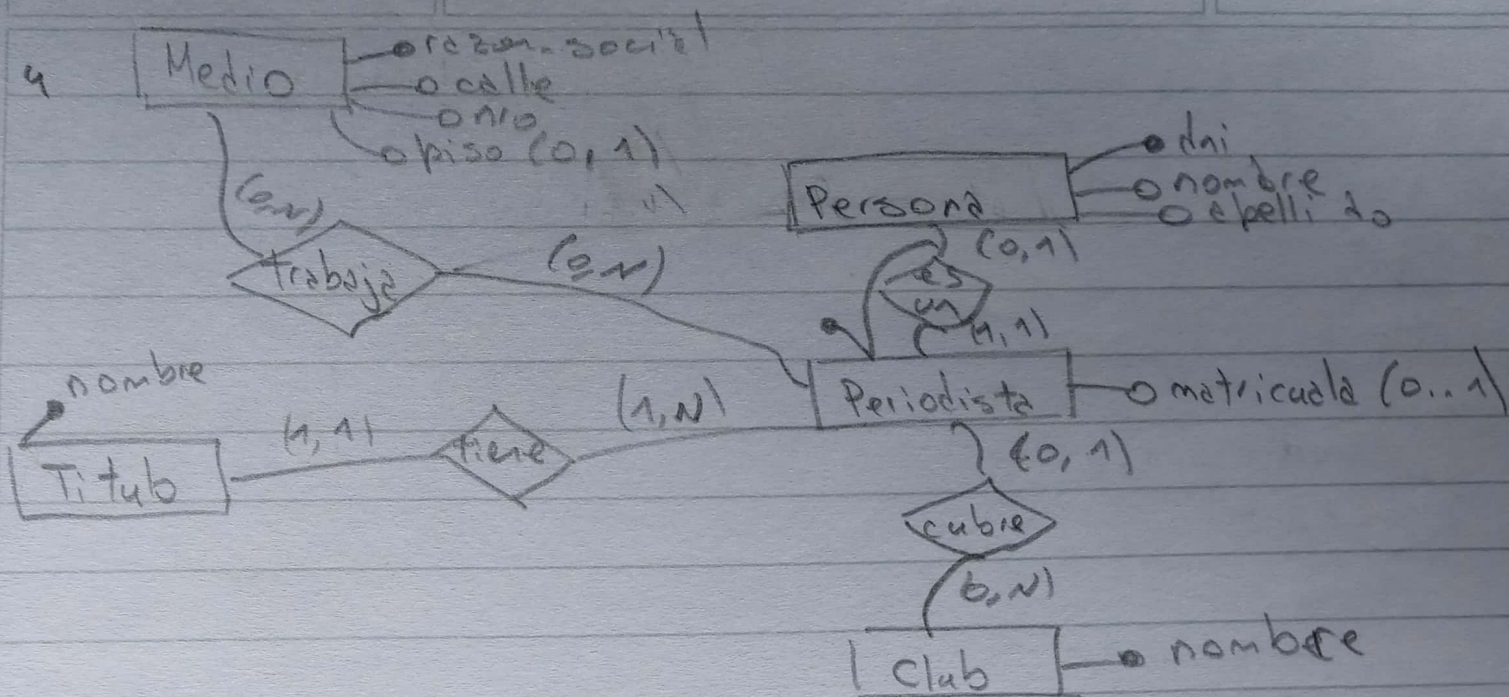 4
Medio
razon_social
calle
nro
piso (0,1)
(0,N)
trabaja
(0,N)
Persona
dni
nombre
apellido
(0,1)
es
un
(1,1)
Periodista
matricuala (0..1)
nombre
Titulo
(1,1)
tiene
(1,N)
(0,1)
cubre
(0,N)
Club
nombre